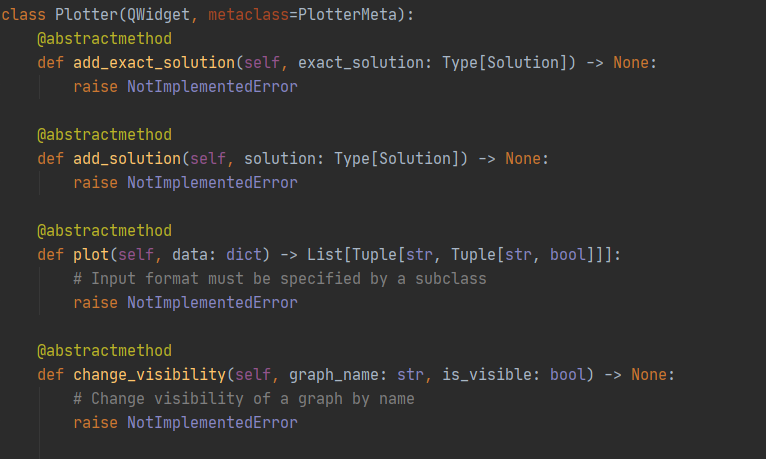 class Plotter(QWidget, metaclass=PlotterMeta):
    @abstractmethod
    def add_exact_solution(self, exact_solution: Type[Solution]) -> None:
        raise NotImplementedError

    @abstractmethod
    def add_solution(self, solution: Type[Solution]) -> None:
        raise NotImplementedError

    @abstractmethod
    def plot(self, data: dict) -> List[Tuple[str, Tuple[str, bool]]]:
        # Input format must be specified by a subclass
        raise NotImplementedError

    @abstractmethod
    def change_visibility(self, graph_name: str, is_visible: bool) -> None:
        # Change visibility of a graph by name
        raise NotImplementedError